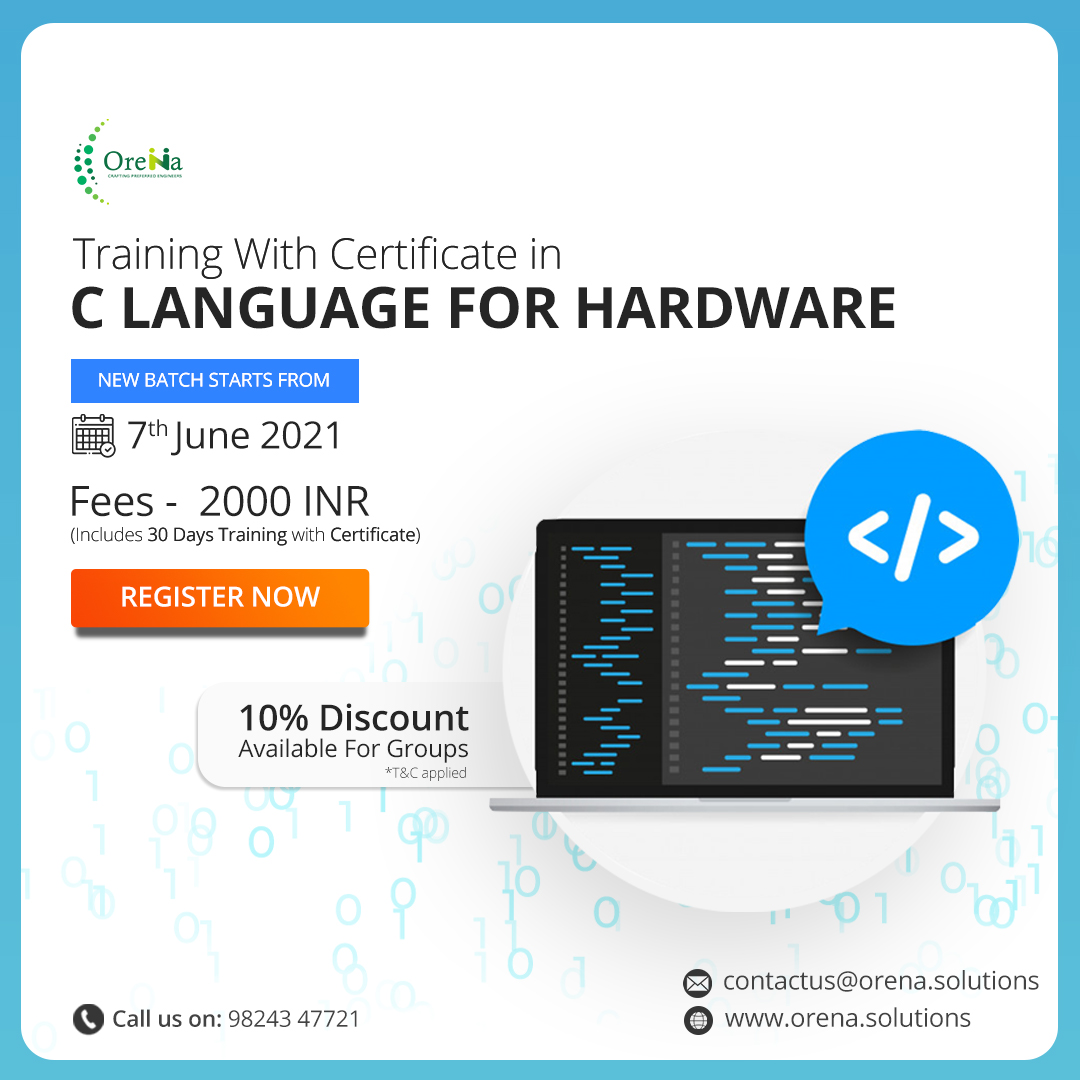 OreNa
CRAFTING PREFERRED ENGINEERS
Training With Certificate in
C LANGUAGE FOR HARDWARE
NEW BATCH STARTS FROM
7th June 2021
Fees - 2000 INR
(Includes 30 Days Training with Certificate)
REGISTER NOW
</>
10% Discount
Available For Groups
*T&C applied
contactus@orena.solutions
Call us on: 98243 47721
www.orena.solutions